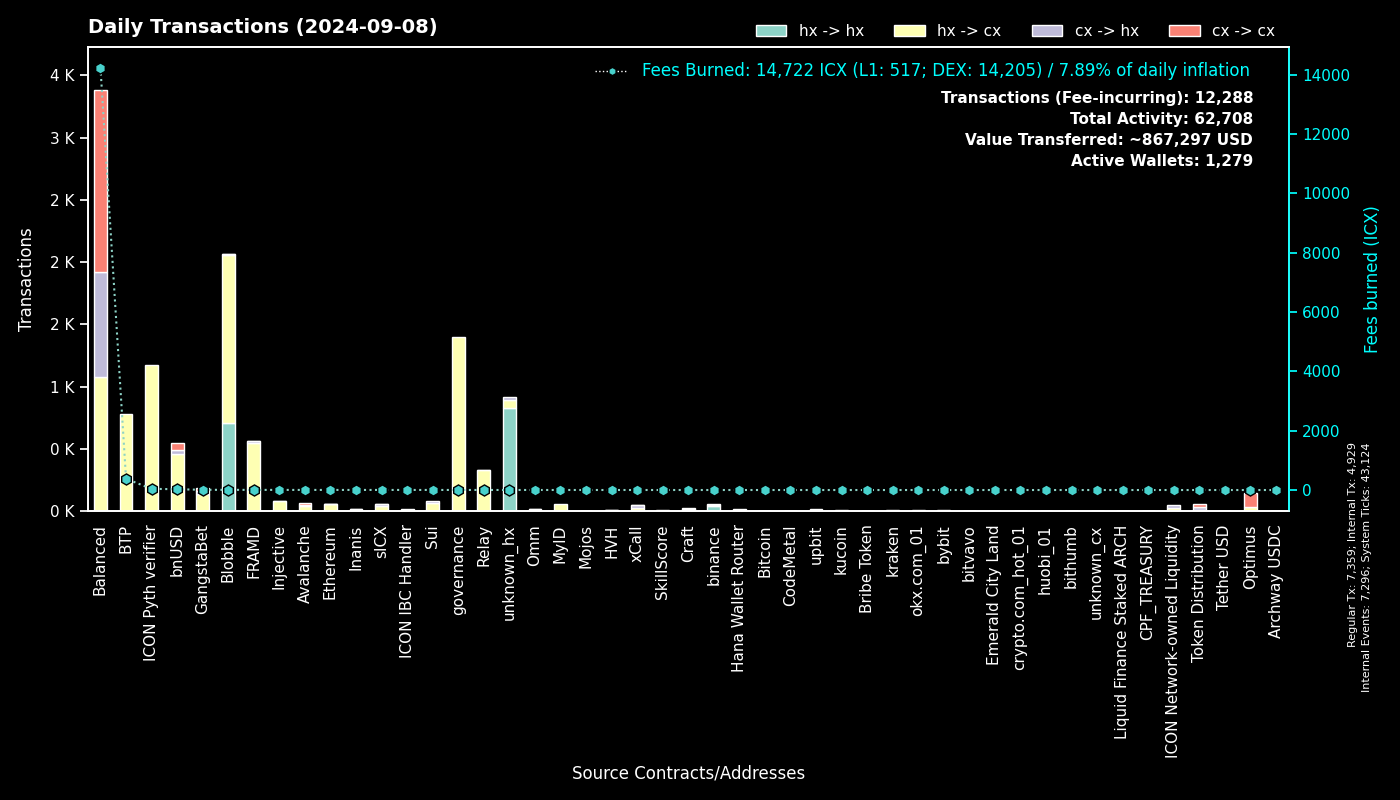 Daily Transactions (2024-09-08)
hx -> hx
hx -> cx
cx -> hx
cx -> cx
Fees Burned: 14,722 ICX (L1: 517; DEX: 14,205) / 7.89% of daily inflation
Transactions (Fee-incurring): 12,288
Total Activity: 62,708
Value Transferred: ~867,297 USD
Active Wallets: 1,279
Transactions
4 K
3 K
2 K
2 K
2 K
1 K
0 K
0 K
14000
12000
10000
8000
6000
4000
2000
0
Fees burned (ICX)
Regular Tx: 7,359; Internal Tx: 4,929
Internal Events: 7,296; System Ticks: 43,124
Balanced
BTP
ICON Pyth verifier
bnUSD
GangstaBet
Blobble
FRAMD
Injective
Avalanche
Ethereum
Inanis
sICX
ICON IBC Handler
Sui
governance
Relay
unknown_hx
Omm
MyID
Mojos
HVH
xCall
SkillScore
Craft
binance
Hana Wallet Router
Bitcoin
CodeMetal
upbit
kucoin
Bribe Token
kraken
okx.com_01
bybit
bitvavo
Emerald City Land
crypto.com_hot_01
huobi_01
bithumb
unknown_cx
Liquid Finance Staked ARCH
CPF_TREASURY
ICON Network-owned Liquidity
Token Distribution
Tether USD
Optimus
Archway USDC
Source Contracts/Addresses